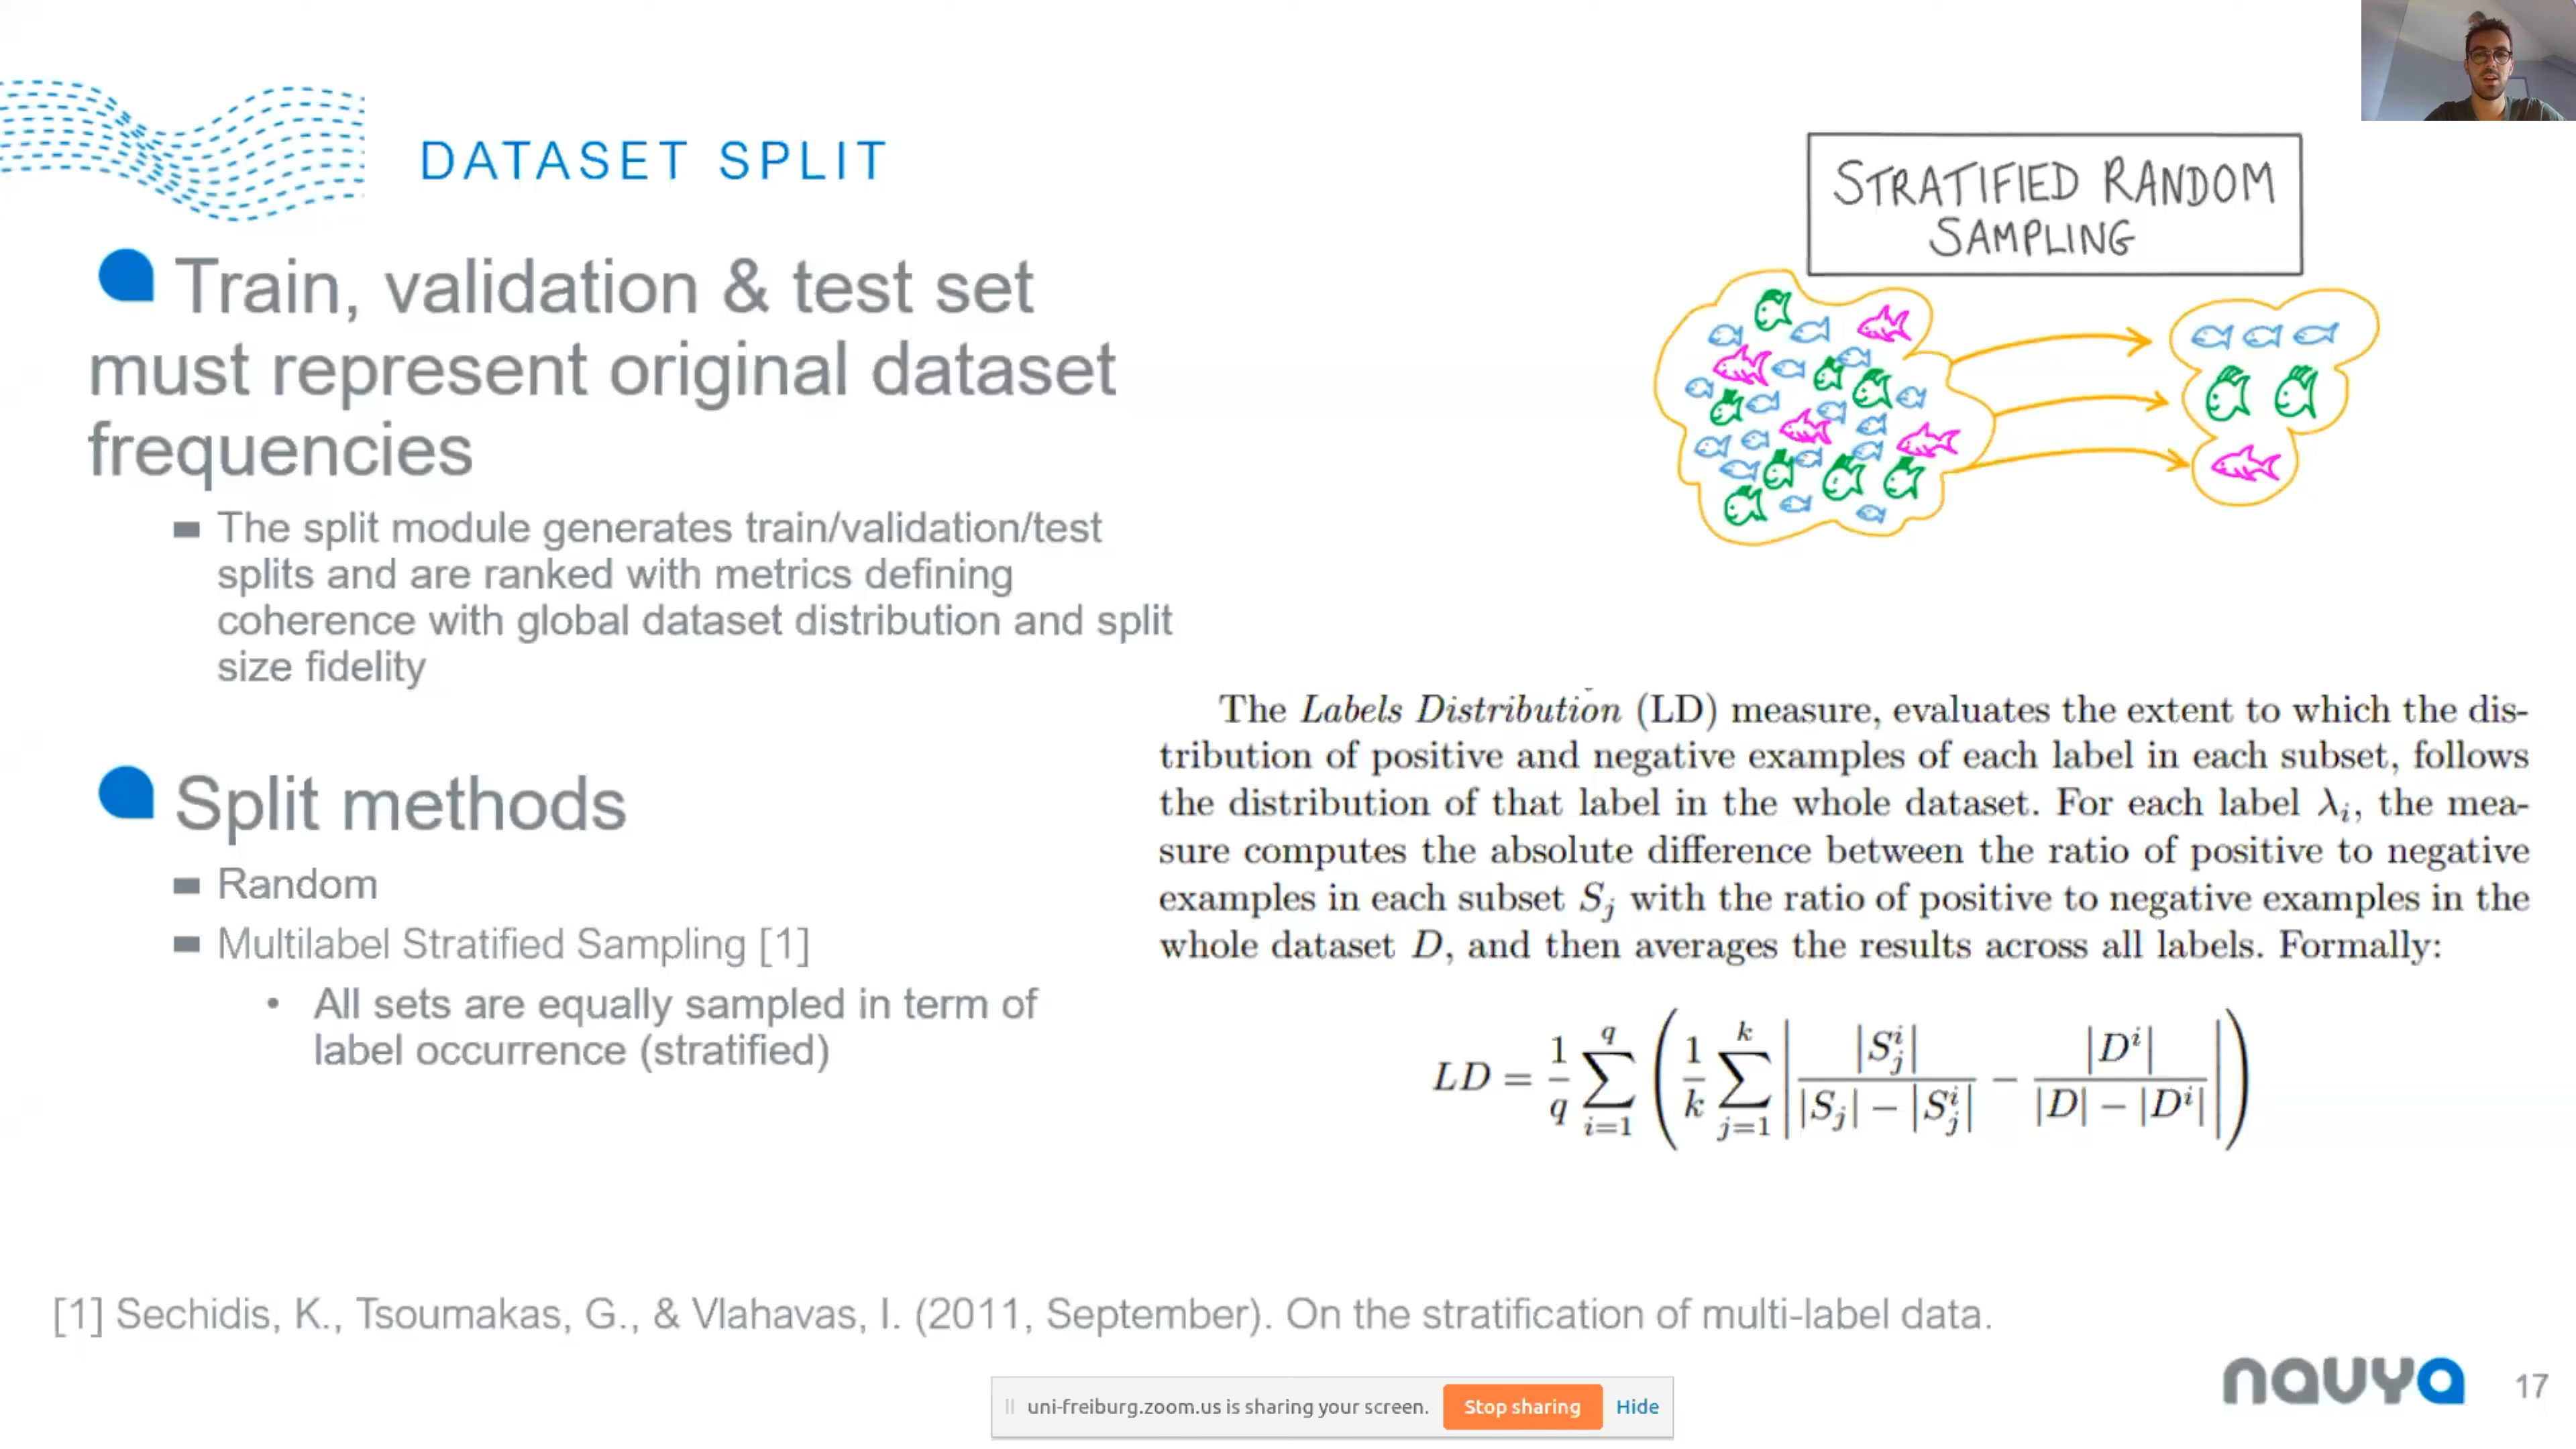 DATASET SPLIT
Train, validation & test set
must represent original dataset
frequencies
The split module generates train/validation/test
splits and are ranked with metrics defining
coherence with global dataset distribution and split
size fidelity
Split methods
Random
Multilabel Stratified Sampling [1]
• All sets are equally sampled in term of
label occurrence (stratified)
STRATIFIED RANDOM
SAMPLING
The Labels Distribution (LD) measure, evaluates the extent to which the dis-
tribution of positive and negative examples of each label in each subset, follows
the distribution of that label in the whole dataset. For each label λᵢ, the mea-
sure computes the absolute difference between the ratio of positive to negative
examples in each subset Sⱼ with the ratio of positive to negative examples in the
whole dataset D, and then averages the results across all labels. Formally:
LD = 1/q ∑_{i=1}^{q} ( 1/k ∑_{j=1}^{k} | |S_j^i| / (|S_j| − |S_j^i|) − |D^i| / (|D| − |D^i|) | )
[1] Sechidis, K., Tsoumakas, G., & Vlahavas, I. (2011, September). On the stratification of multi-label data.
uni-freiburg.zoom.us is sharing your screen. Stop sharing Hide
navya 17